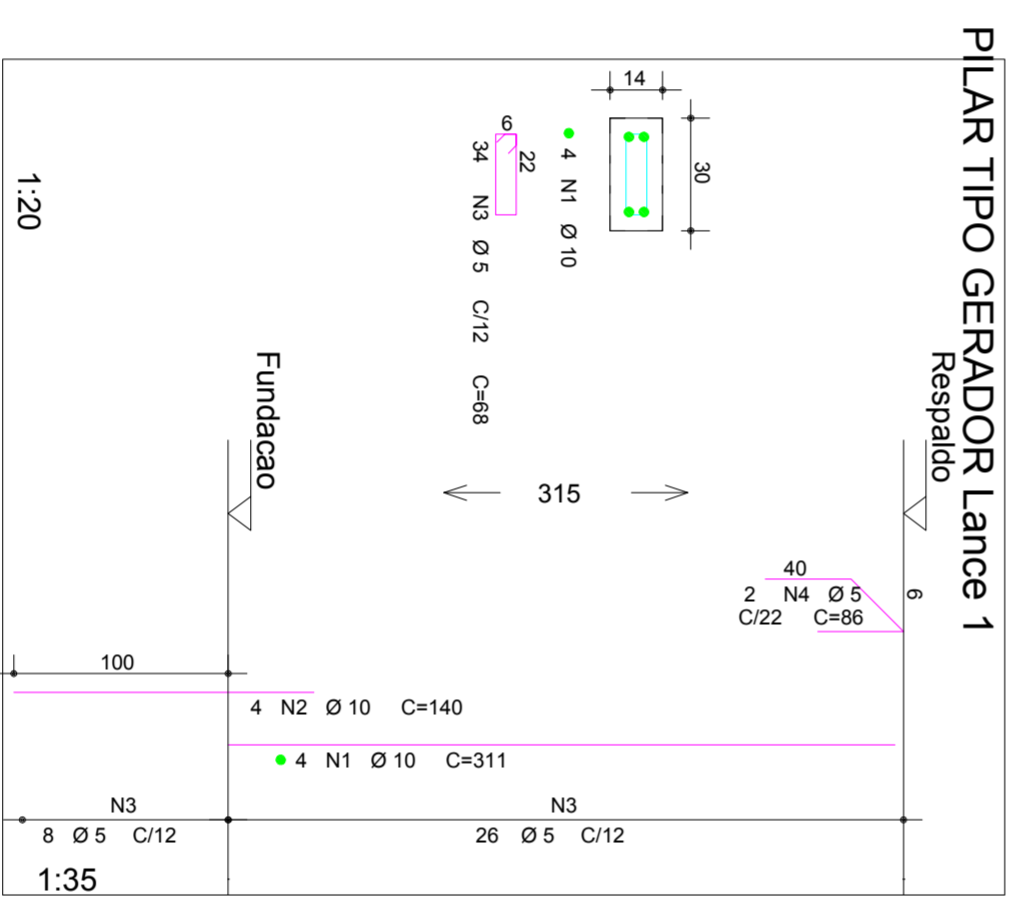 PILAR TIPO GERADOR Lance 1
14
30
4 N1 Ø 10
6
22
34 N3 Ø 5 C/12 C=68
1:20
Respaldo
Fundacao
315
6
40
2 N4 Ø 5
C/22 C=86
100
4 N2 Ø 10 C=140
4 N1 Ø 10 C=311
N3
8 Ø 5 C/12
N3
26 Ø 5 C/12
1:35